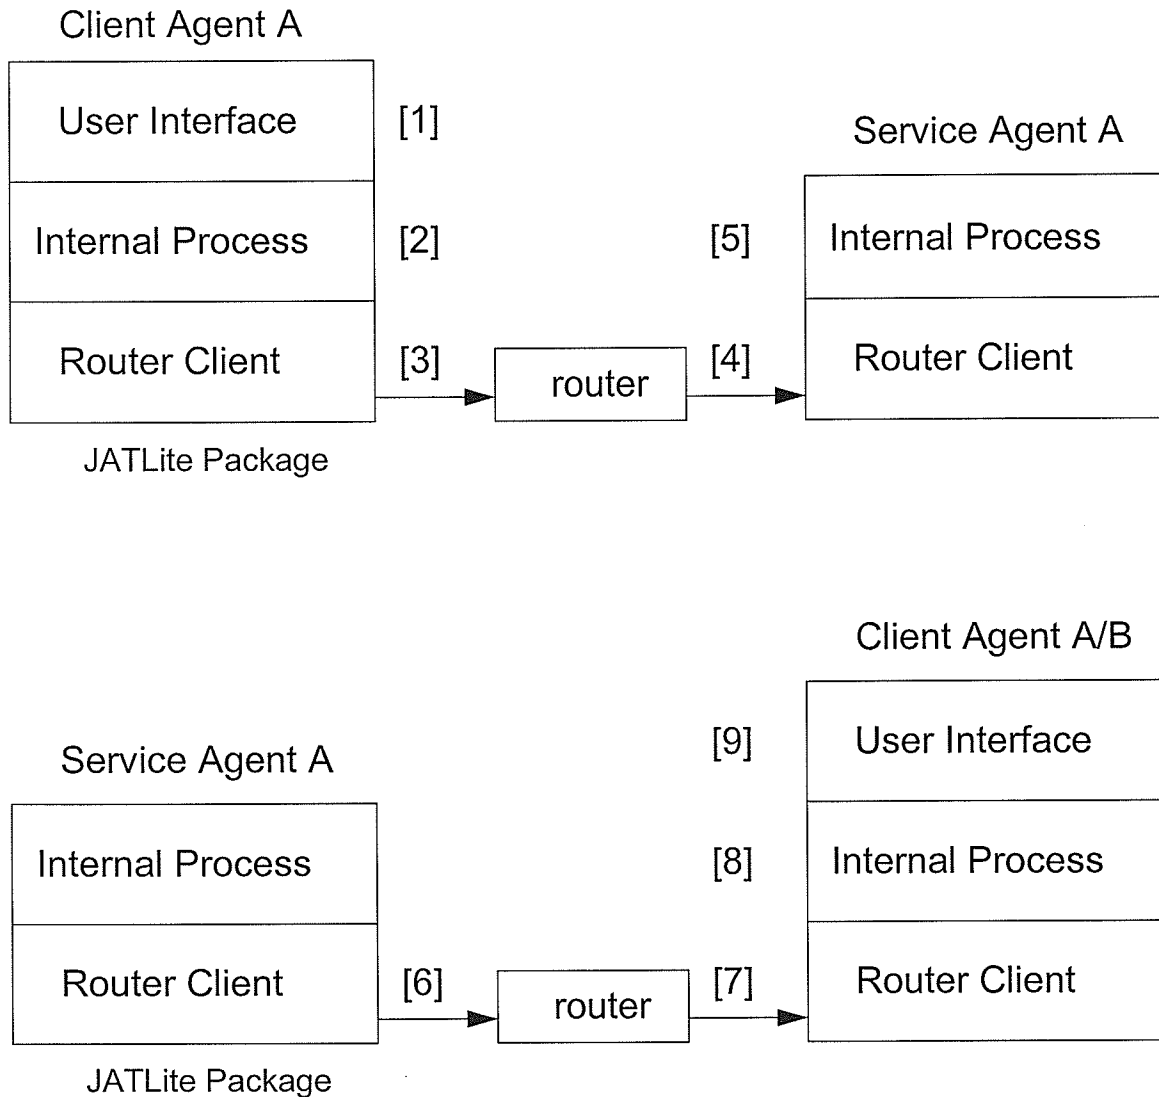 Client Agent A
User Interface [1]
Service Agent A
Internal Process [2] [5] Internal Process
Router Client [3] router [4] Router Client
JATLite Package
Client Agent A/B
[9] User Interface
Service Agent A
Internal Process [8] Internal Process
Router Client [6] router [7] Router Client
JATLite Package